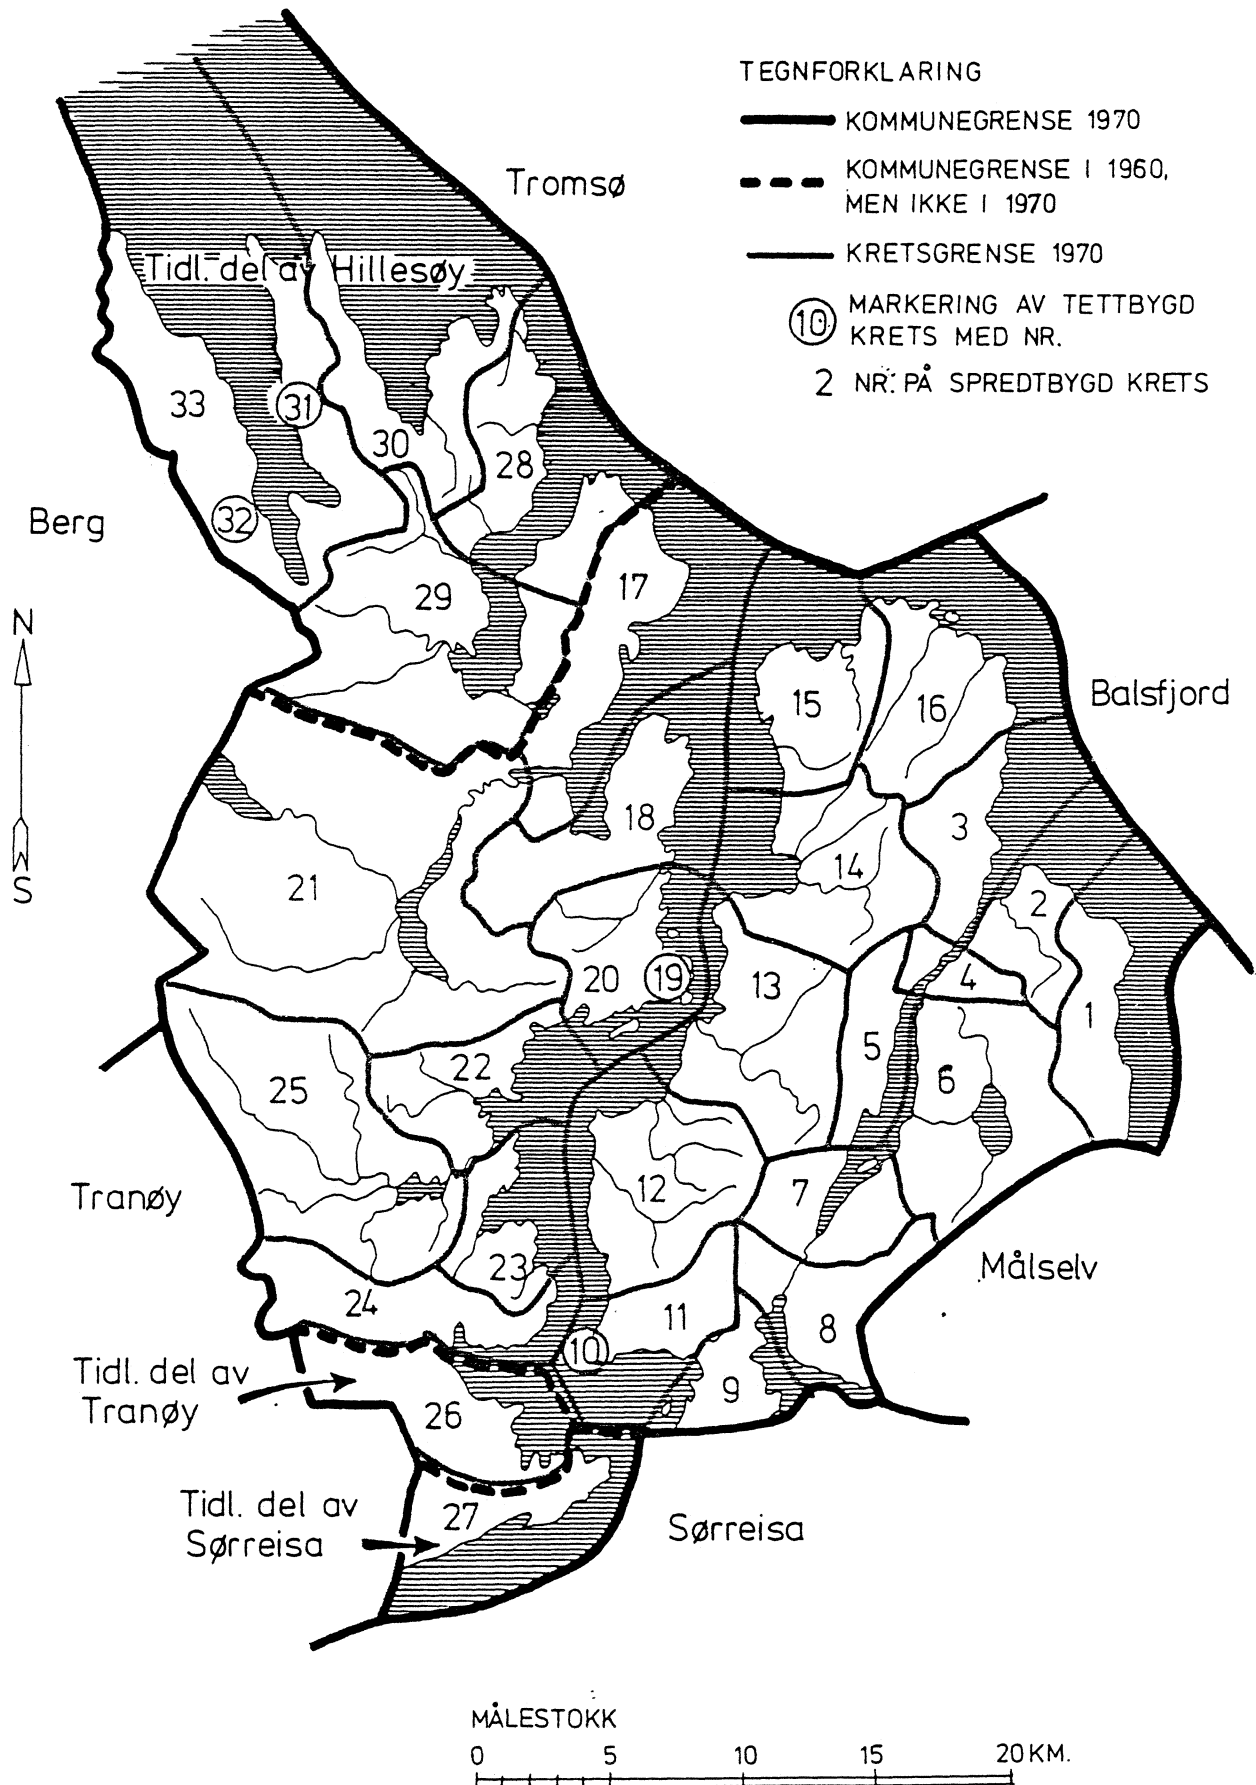 TEGNFORKLARING
KOMMUNEGRENSE 1970
KOMMUNEGRENSE I 1960,
MEN IKKE I 1970
KRETSGRENSE 1970
10 MARKERING AV TETTBYGD
KRETS MED NR.
2 NR. PÅ SPREDTBYGD KRETS
Tromsø
Tidl. del av Hillesøy
33
31
30
28
32
Berg
17
29
N
S
15
16
Balsfjord
18
3
14
21
2
20
19
13
4
1
5
22
6
25
12
7
Tranøy
23
Målselv
24
11
8
10
Tidl. del av
Tranøy
9
26
Tidl. del av
Sørreisa
27
Sørreisa
MÅLESTOKK
0 5 10 15 20 KM.